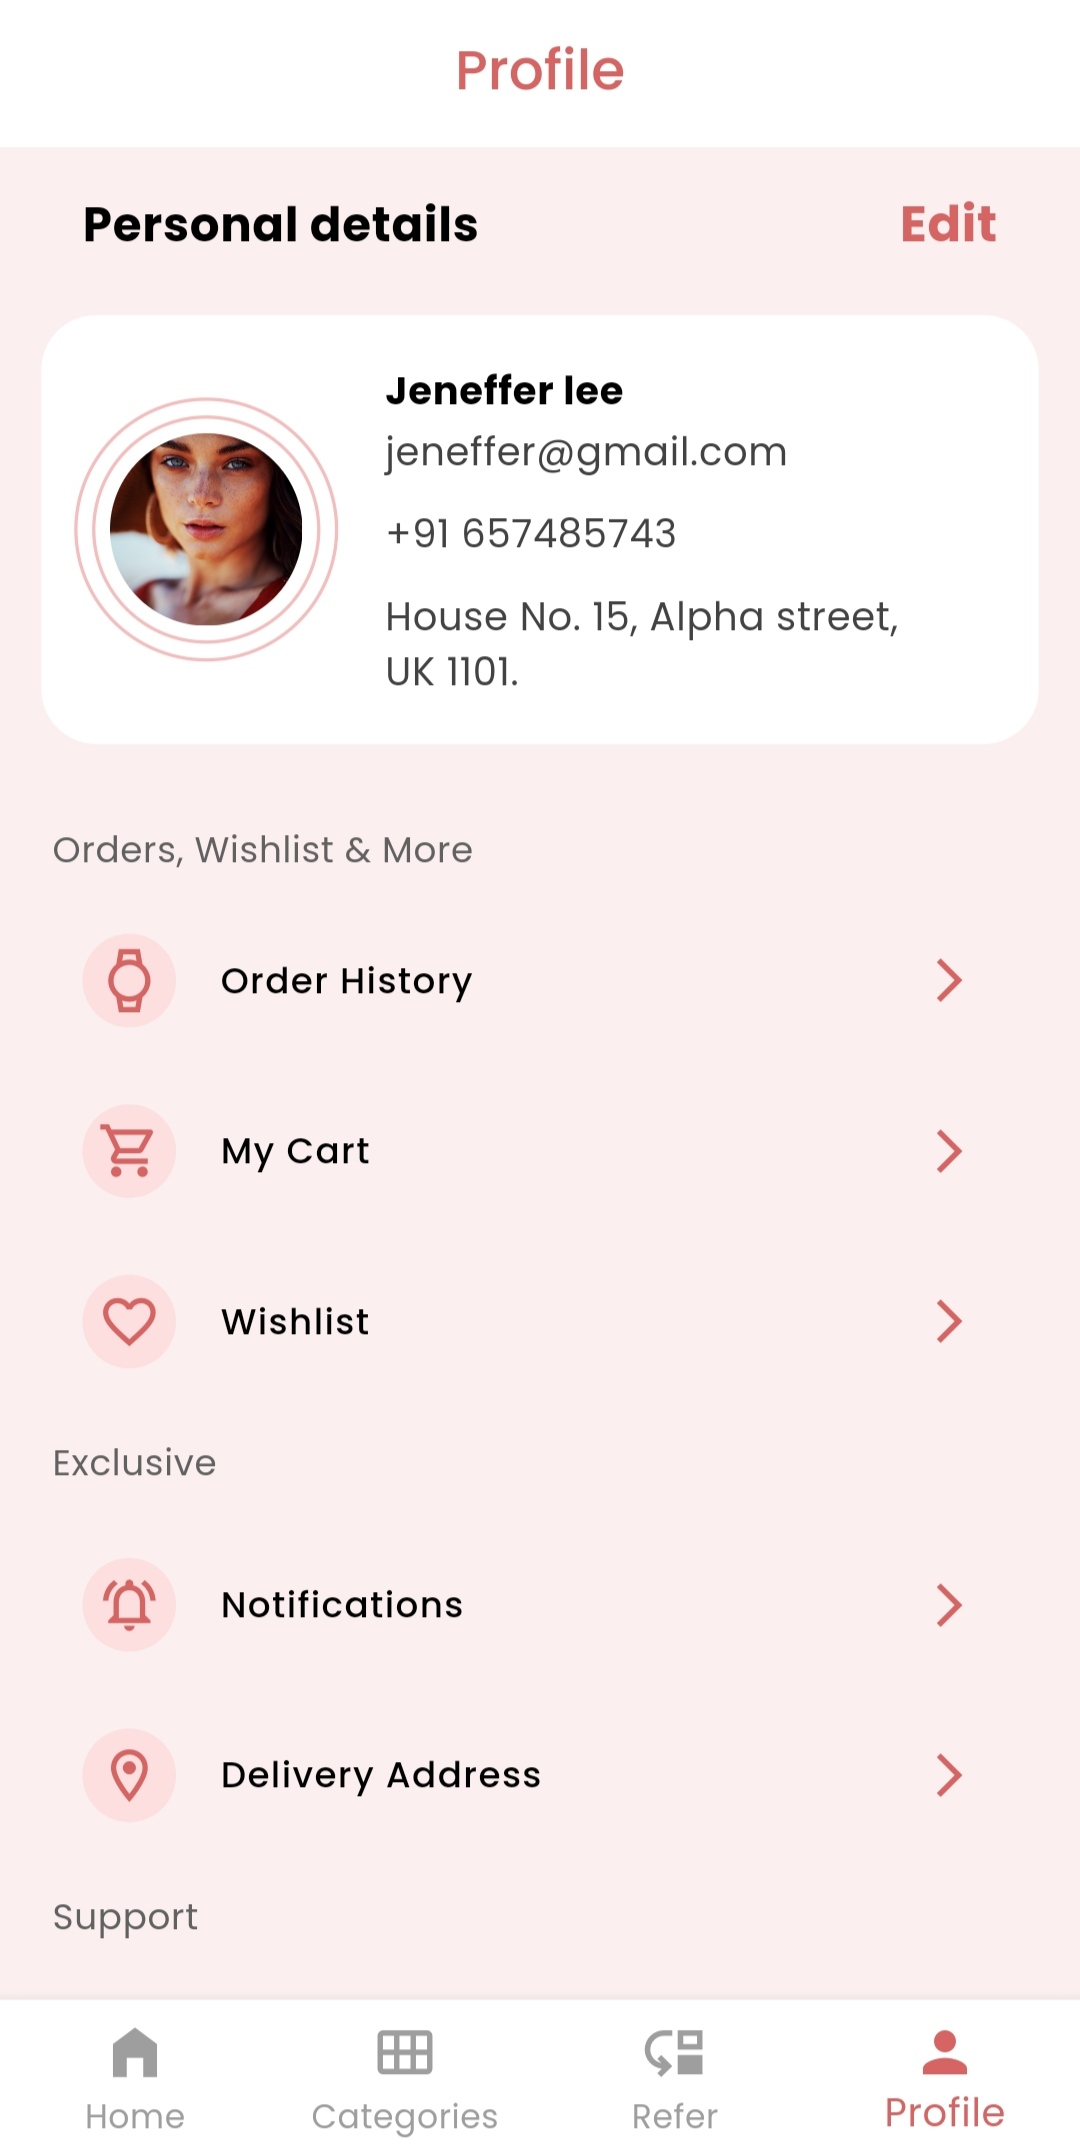 Profile
Personal details
Edit
Jeneffer lee
jeneffer@gmail.com
+91 657485743
House No. 15, Alpha street,
UK 1101.
Orders, Wishlist & More
Order History
My Cart
Wishlist
Exclusive
Notifications
Delivery Address
Support
Home
Categories
Refer
Profile